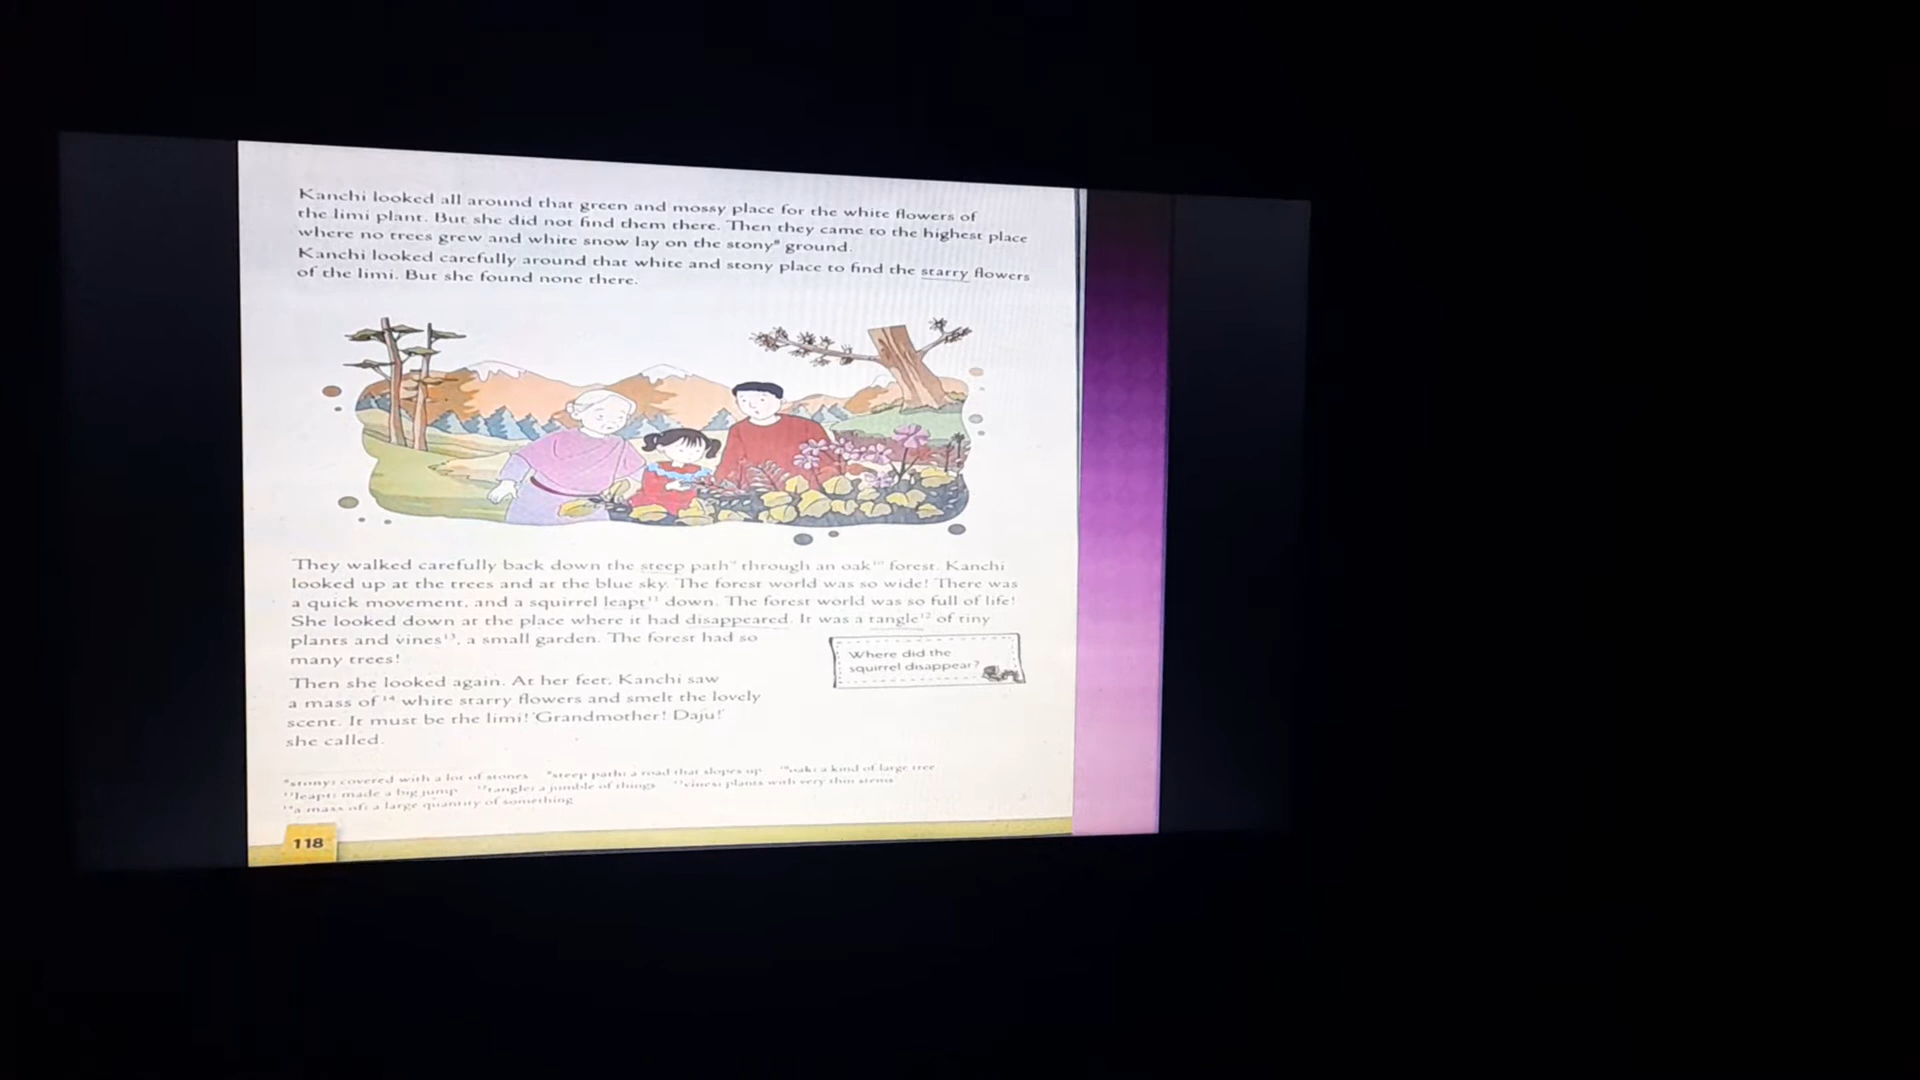 Kanchi looked all around that green and mossy place for the white flowers of
the limi plant. But she did not find them there. Then they came to the highest place
where no trees grew and white snow lay on the stony⁸ ground.
Kanchi looked carefully around that white and stony place to find the starry flowers
of the limi. But she found none there.
They walked carefully back down the steep path⁹ through an oak¹⁰ forest. Kanchi
looked up at the trees and at the blue sky. The forest world was so wide! There was
a quick movement, and a squirrel leapt¹¹ down. The forest world was so full of life!
She looked down at the place where it had disappeared. It was a tangle¹² of tiny
plants and vines¹³, a small garden. The forest had so
many trees!
Where did the
squirrel disappear?
Then she looked again. At her feet, Kanchi saw
a mass of¹⁴ white starry flowers and smelt the lovely
scent. It must be the limi! 'Grandmother! Daju!'
she called.
⁸stony: covered with a lot of stones ⁹steep path: a road that slopes up ¹⁰oak: a kind of large tree
¹¹leapt: made a big jump ¹²tangle: a jumble of things ¹³vines: plants with very thin stems
¹⁴a mass of: a large quantity of something
118